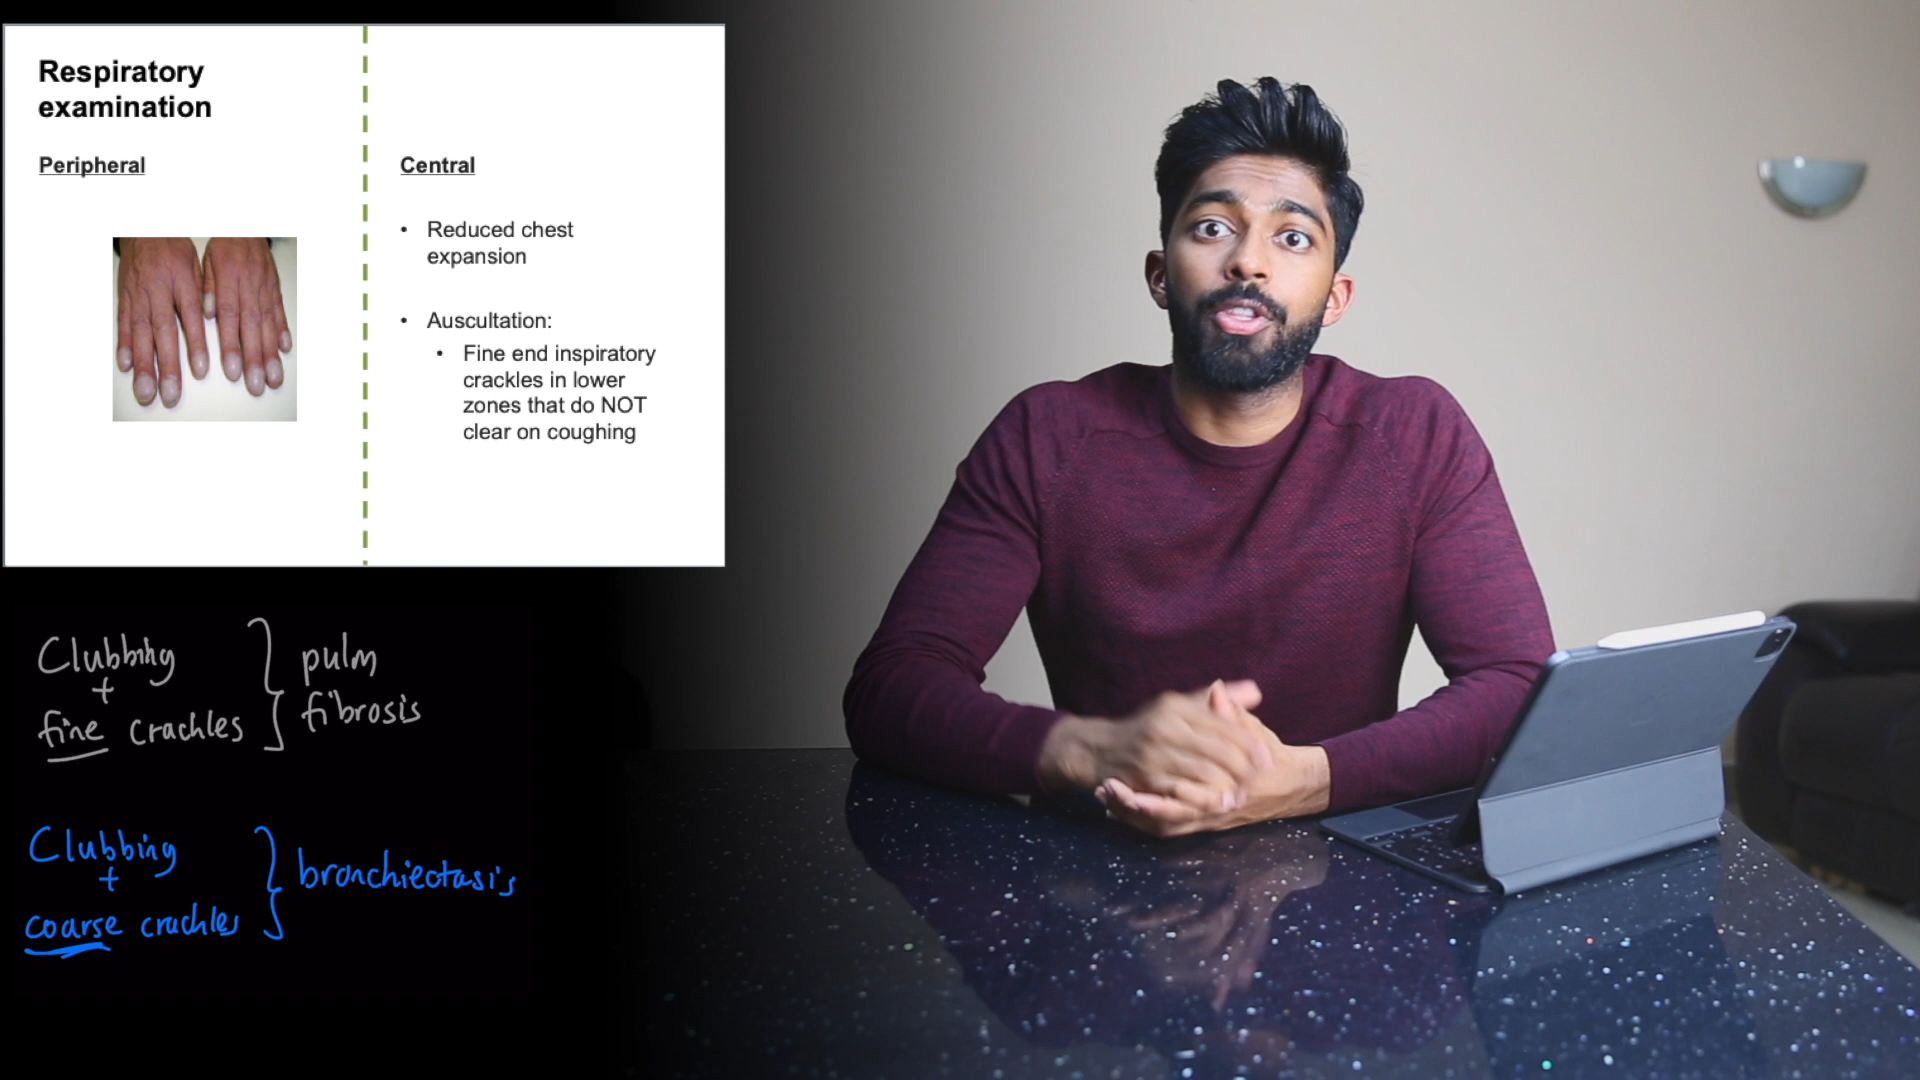 Respiratory
examination
Peripheral
Central
• Reduced chest
expansion
• Auscultation:
• Fine end inspiratory
crackles in lower
zones that do NOT
clear on coughing
Clubbing
+
fine crackles
} pulm
fibrosis
Clubbing
+
coarse crackles
} bronchiectasis